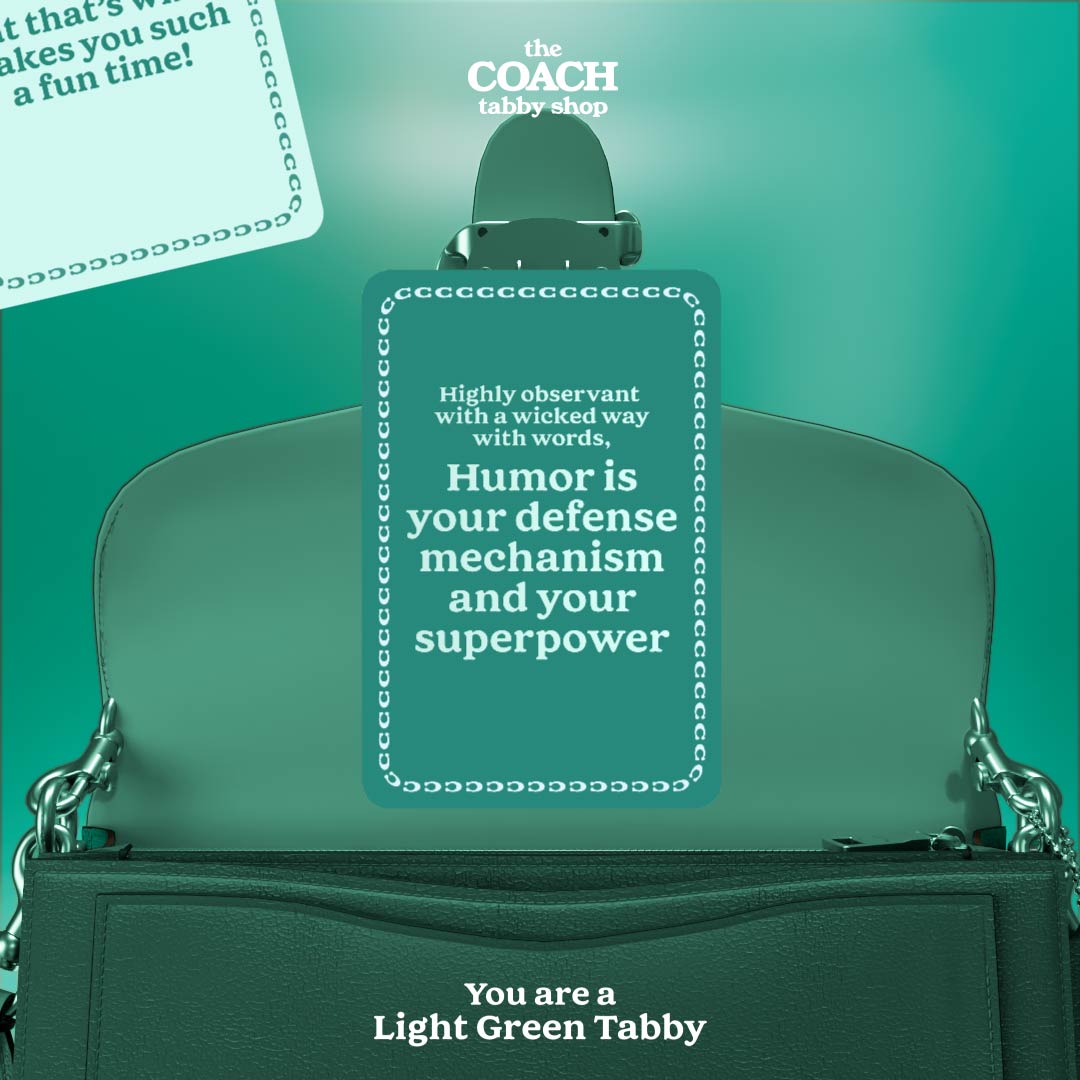 that's
akes you such
a fun time!
the
COACH
tabby shop
Highly observant
with a wicked way
with words,
Humor is
your defense
mechanism
and your
superpower
You are a
Light Green Tabby